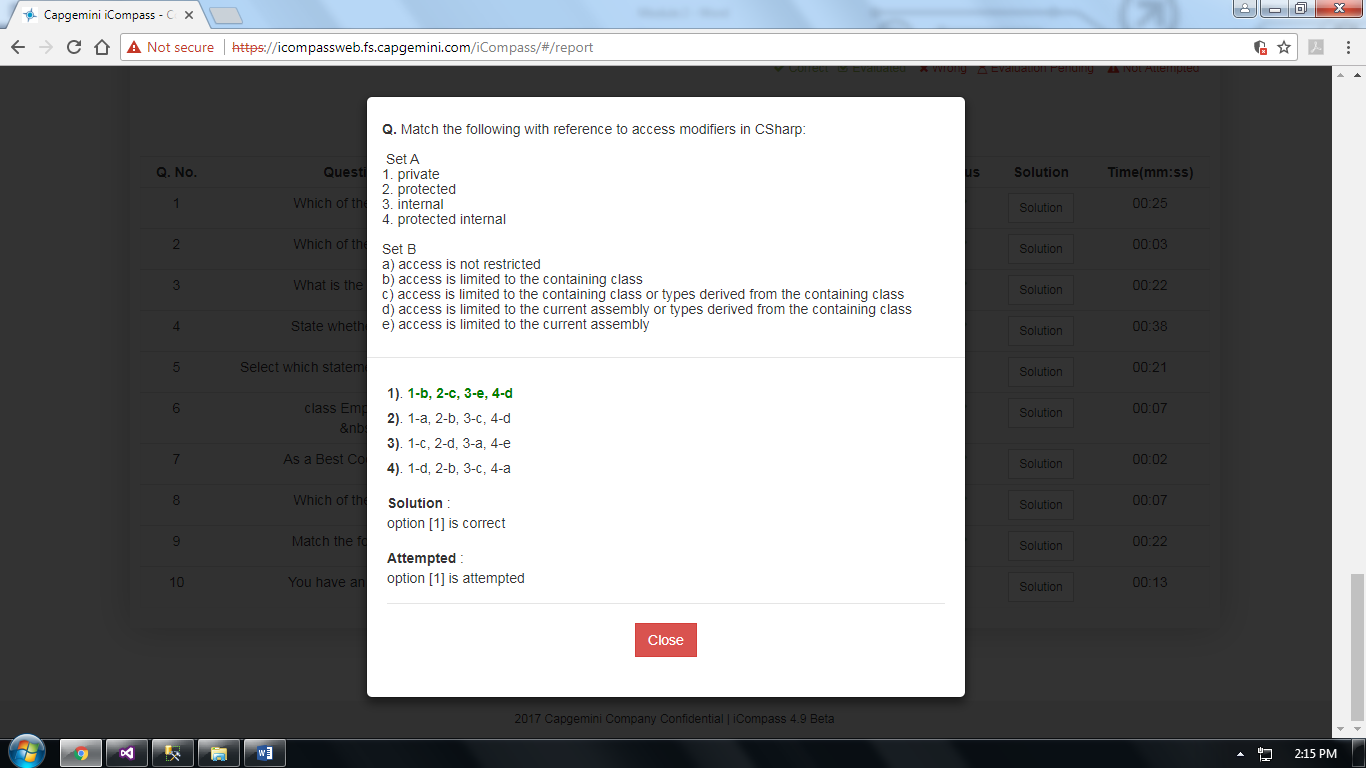 Capgemini iCompass - C
Not secure https://icompassweb.fs.capgemini.com/iCompass/#/report
Correct Evaluated Wrong Evaluation Pending Not Attempted
Q. Match the following with reference to access modifiers in CSharp:
Set A
1. private
2. protected
3. internal
4. protected internal
Set B
a) access is not restricted
b) access is limited to the containing class
c) access is limited to the containing class or types derived from the containing class
d) access is limited to the current assembly or types derived from the containing class
e) access is limited to the current assembly
1). 1-b, 2-c, 3-e, 4-d
2). 1-a, 2-b, 3-c, 4-d
3). 1-c, 2-d, 3-a, 4-e
4). 1-d, 2-b, 3-c, 4-a
Solution :
option [1] is correct
Attempted :
option [1] is attempted
Close
Q. No. Questi us Solution Time(mm:ss)
1 Which of the Solution 00:25
2 Which of the Solution 00:03
3 What is the Solution 00:22
4 State wheth Solution 00:38
5 Select which statem Solution 00:21
6 class Emp Solution 00:07
&nb
7 As a Best Co Solution 00:02
8 Which of the Solution 00:07
9 Match the fo Solution 00:22
10 You have an Solution 00:13
2017 Capgemini Company Confidential | iCompass 4.9 Beta
2:15 PM